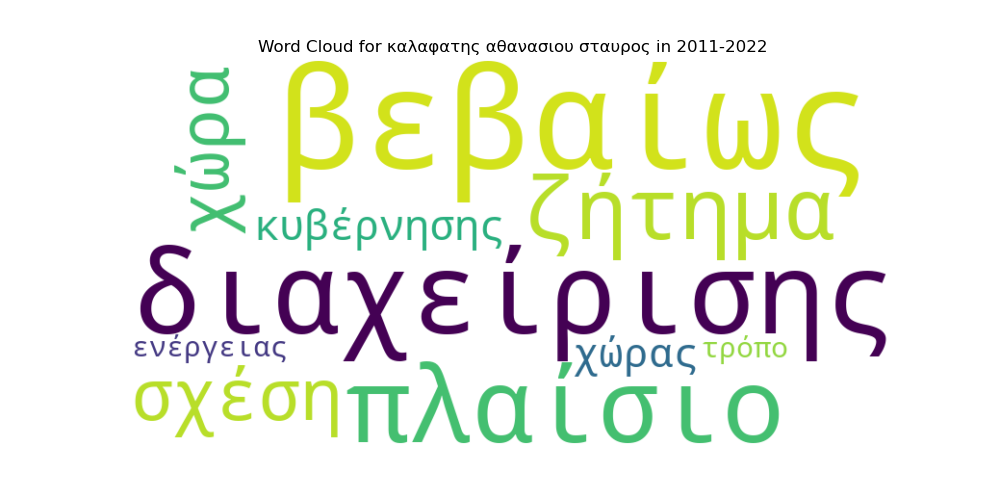 Word Cloud for καλαφατης αθανασιου σταυρος in 2011-2022
χώρα
βεβαίως
ζήτημα
κυβέρνησης
διαχείρισης
ενέργειας
χώρας
τρόπο
σχέση
πλαίσιο